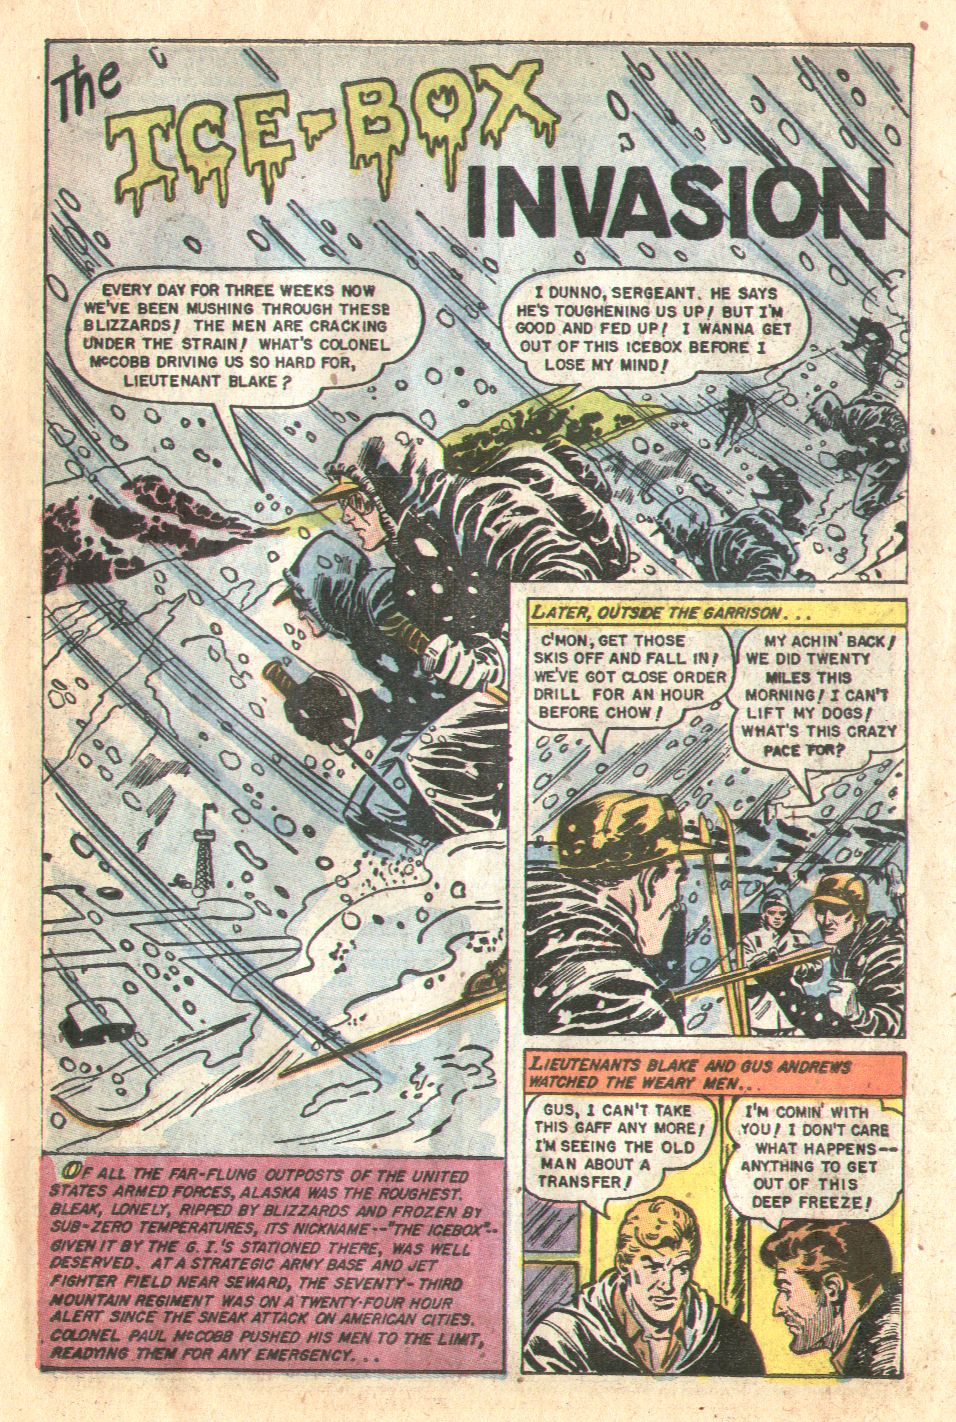 The
ICE-BOX
INVASION
EVERY DAY FOR THREE WEEKS NOW
WE'VE BEEN MUSHING THROUGH THESE
BLIZZARDS! THE MEN ARE CRACKING
UNDER THE STRAIN! WHAT'S COLONEL
McCOBB DRIVING US SO HARD FOR,
LIEUTENANT BLAKE?
I DUNNO, SERGEANT. HE SAYS
HE'S TOUGHENING US UP! BUT I'M
GOOD AND FED UP! I WANNA GET
OUT OF THIS ICEBOX BEFORE I
LOSE MY MIND!
OF ALL THE FAR-FLUNG OUTPOSTS OF THE UNITED
STATES ARMED FORCES, ALASKA WAS THE ROUGHEST.
BLEAK, LONELY, RIPPED BY BLIZZARDS AND FROZEN BY
SUB-ZERO TEMPERATURES, ITS NICKNAME--"THE ICEBOX"--
GIVEN IT BY THE G.I.'S STATIONED THERE, WAS WELL
DESERVED. AT A STRATEGIC ARMY BASE AND JET
FIGHTER FIELD NEAR SEWARD, THE SEVENTY-THIRD
MOUNTAIN REGIMENT WAS ON A TWENTY-FOUR HOUR
ALERT SINCE THE SNEAK ATTACK ON AMERICAN CITIES.
COLONEL PAUL McCOBB PUSHED HIS MEN TO THE LIMIT,
READYING THEM FOR ANY EMERGENCY...
LATER, OUTSIDE THE GARRISON...
C'MON, GET THOSE
SKIS OFF AND FALL IN!
WE'VE GOT CLOSE ORDER
DRILL FOR AN HOUR
BEFORE CHOW!
MY ACHIN' BACK!
WE DID TWENTY
MILES THIS
MORNING! I CAN'T
LIFT MY DOGS!
WHAT'S THIS CRAZY
PACE FOR?
LIEUTENANTS BLAKE AND GUS ANDREWS
WATCHED THE WEARY MEN...
GUS, I CAN'T TAKE
THIS GAFF ANY MORE!
I'M SEEING THE OLD
MAN ABOUT A
TRANSFER!
I'M COMIN' WITH
YOU! I DON'T CARE
WHAT HAPPENS--
ANYTHING TO GET
OUT OF THIS
DEEP FREEZE!